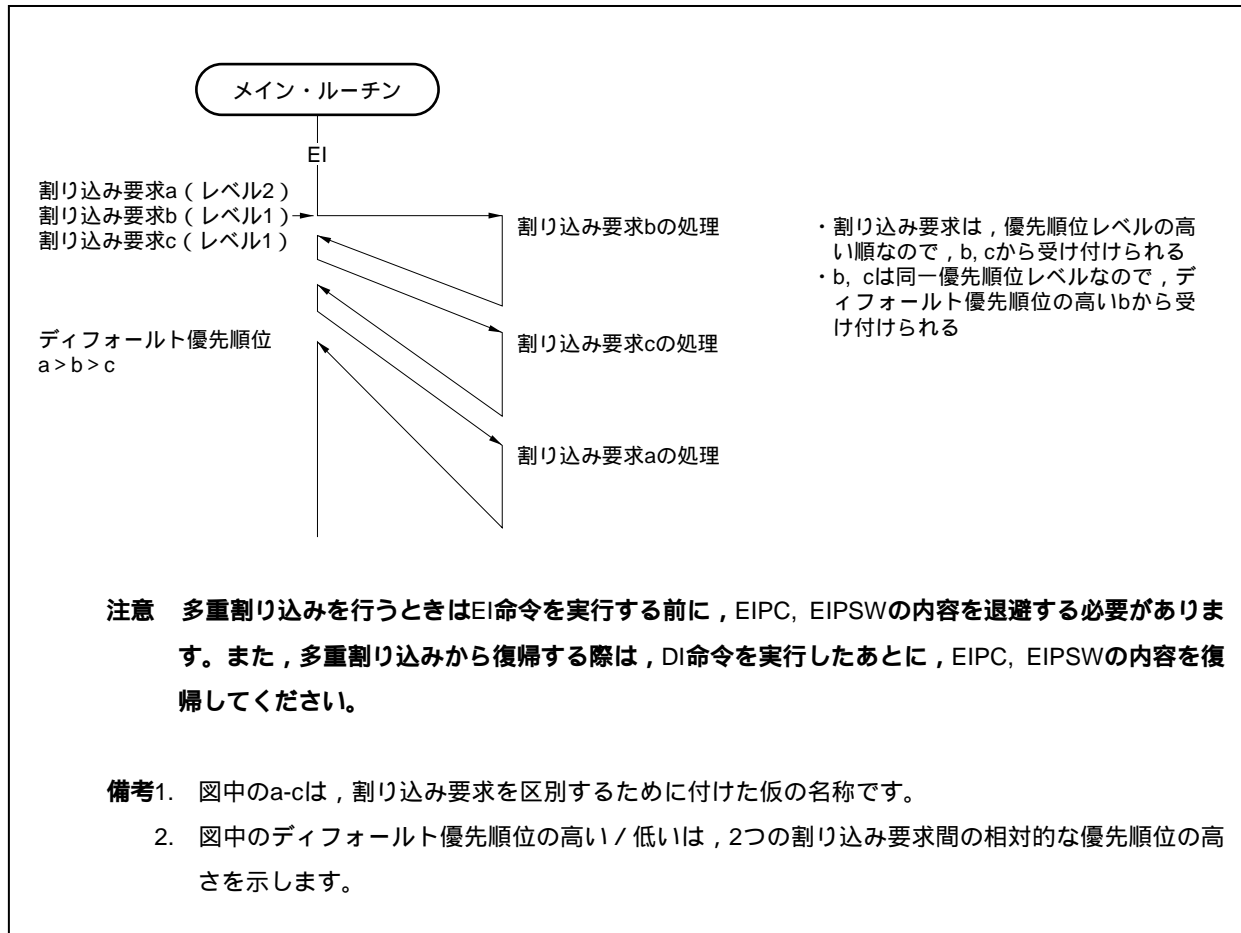 メイン・ルーチン
EI
割り込み要求a（レベル2）
割り込み要求b（レベル1）
割り込み要求c（レベル1）
割り込み要求bの処理
・割り込み要求は，優先順位レベルの高
い順なので，b, cから受け付けられる
・b, cは同一優先順位レベルなので，デ
ィフォールト優先順位の高いbから受
け付けられる
ディフォールト優先順位
a＞b＞c
割り込み要求cの処理
割り込み要求aの処理
注意 多重割り込みを行うときはEI命令を実行する前に，EIPC, EIPSWの内容を退避する必要がありま
す。また，多重割り込みから復帰する際は，DI命令を実行したあとに，EIPC, EIPSWの内容を復
帰してください。
備考1. 図中のa-cは，割り込み要求を区別するために付けた仮の名称です。
2. 図中のディフォールト優先順位の高い／低いは，2つの割り込み要求間の相対的な優先順位の高
さを示します。